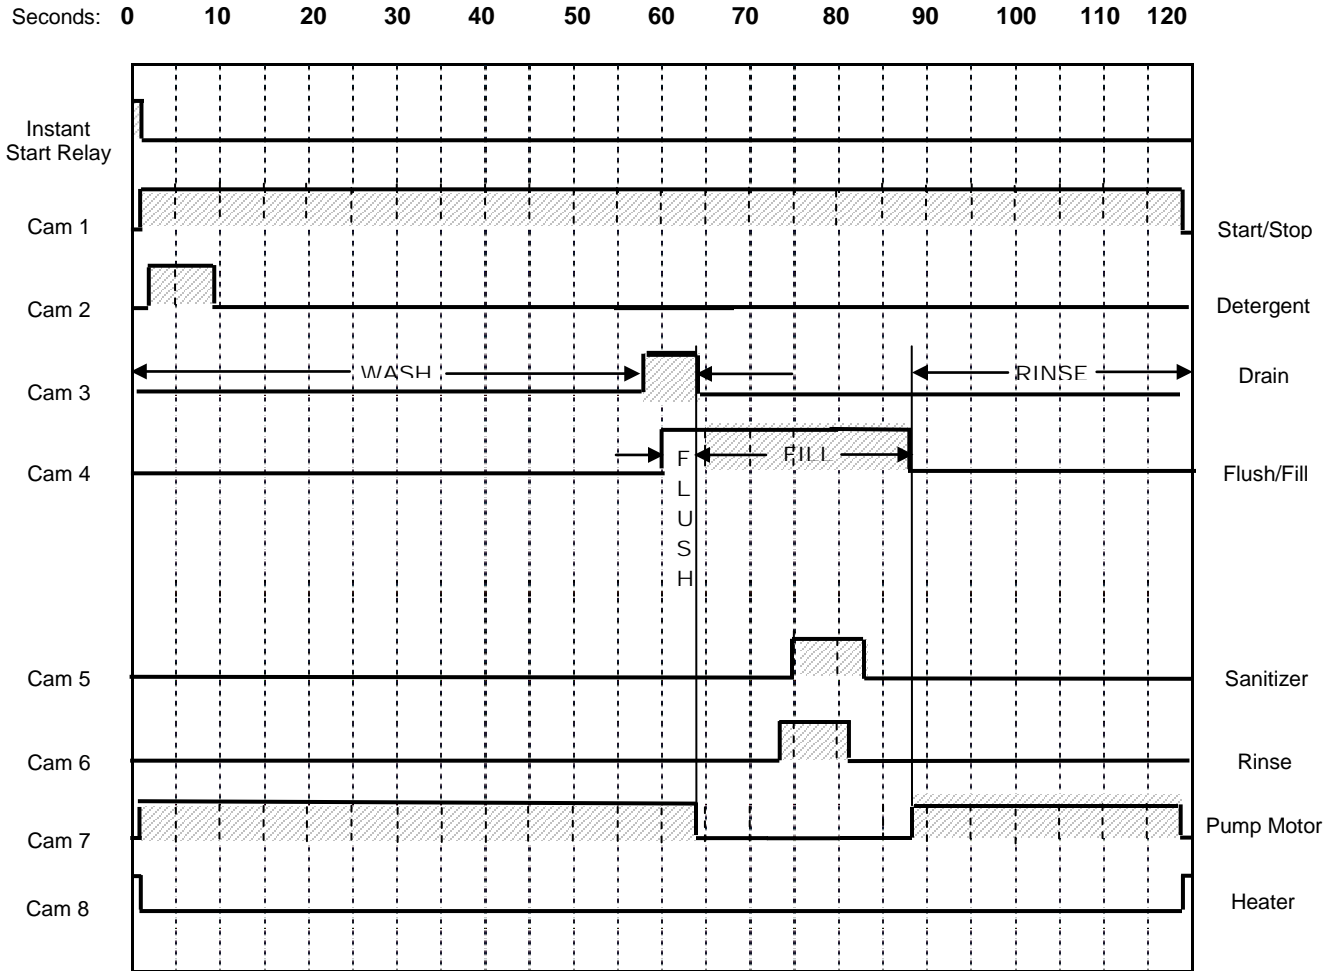 Seconds: 0 10 20 30 40 50 60 70 80 90 100 110 120
Instant
Start Relay
Cam 1 Start/Stop
Cam 2 Detergent
Cam 3 WASH RINSE Drain
Cam 4 FLUSH FILL Flush/Fill
Cam 5 Sanitizer
Cam 6 Rinse
Cam 7 Pump Motor
Cam 8 Heater